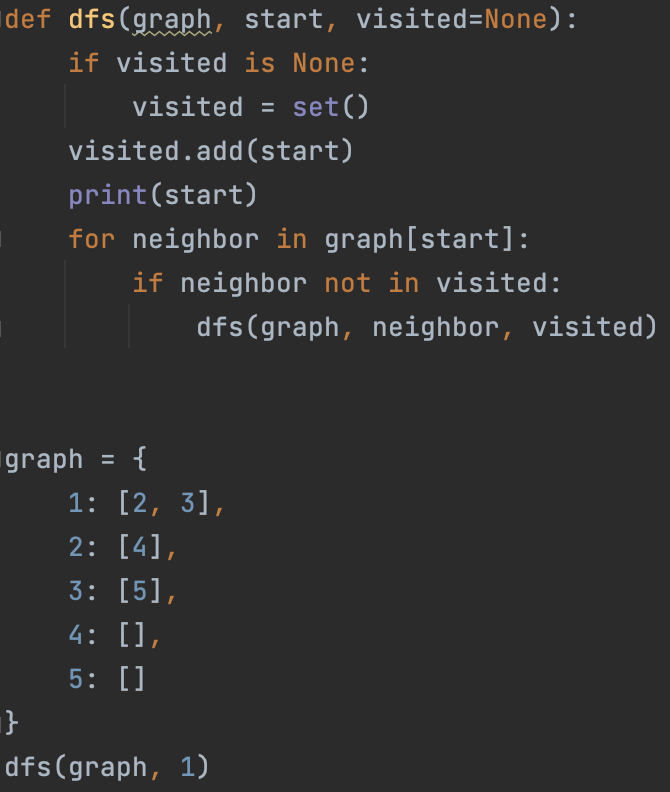 def dfs(graph, start, visited=None):
    if visited is None:
        visited = set()
    visited.add(start)
    print(start)
    for neighbor in graph[start]:
        if neighbor not in visited:
            dfs(graph, neighbor, visited)
graph = {
    1: [2, 3],
    2: [4],
    3: [5],
    4: [],
    5: []
}
dfs(graph, 1)